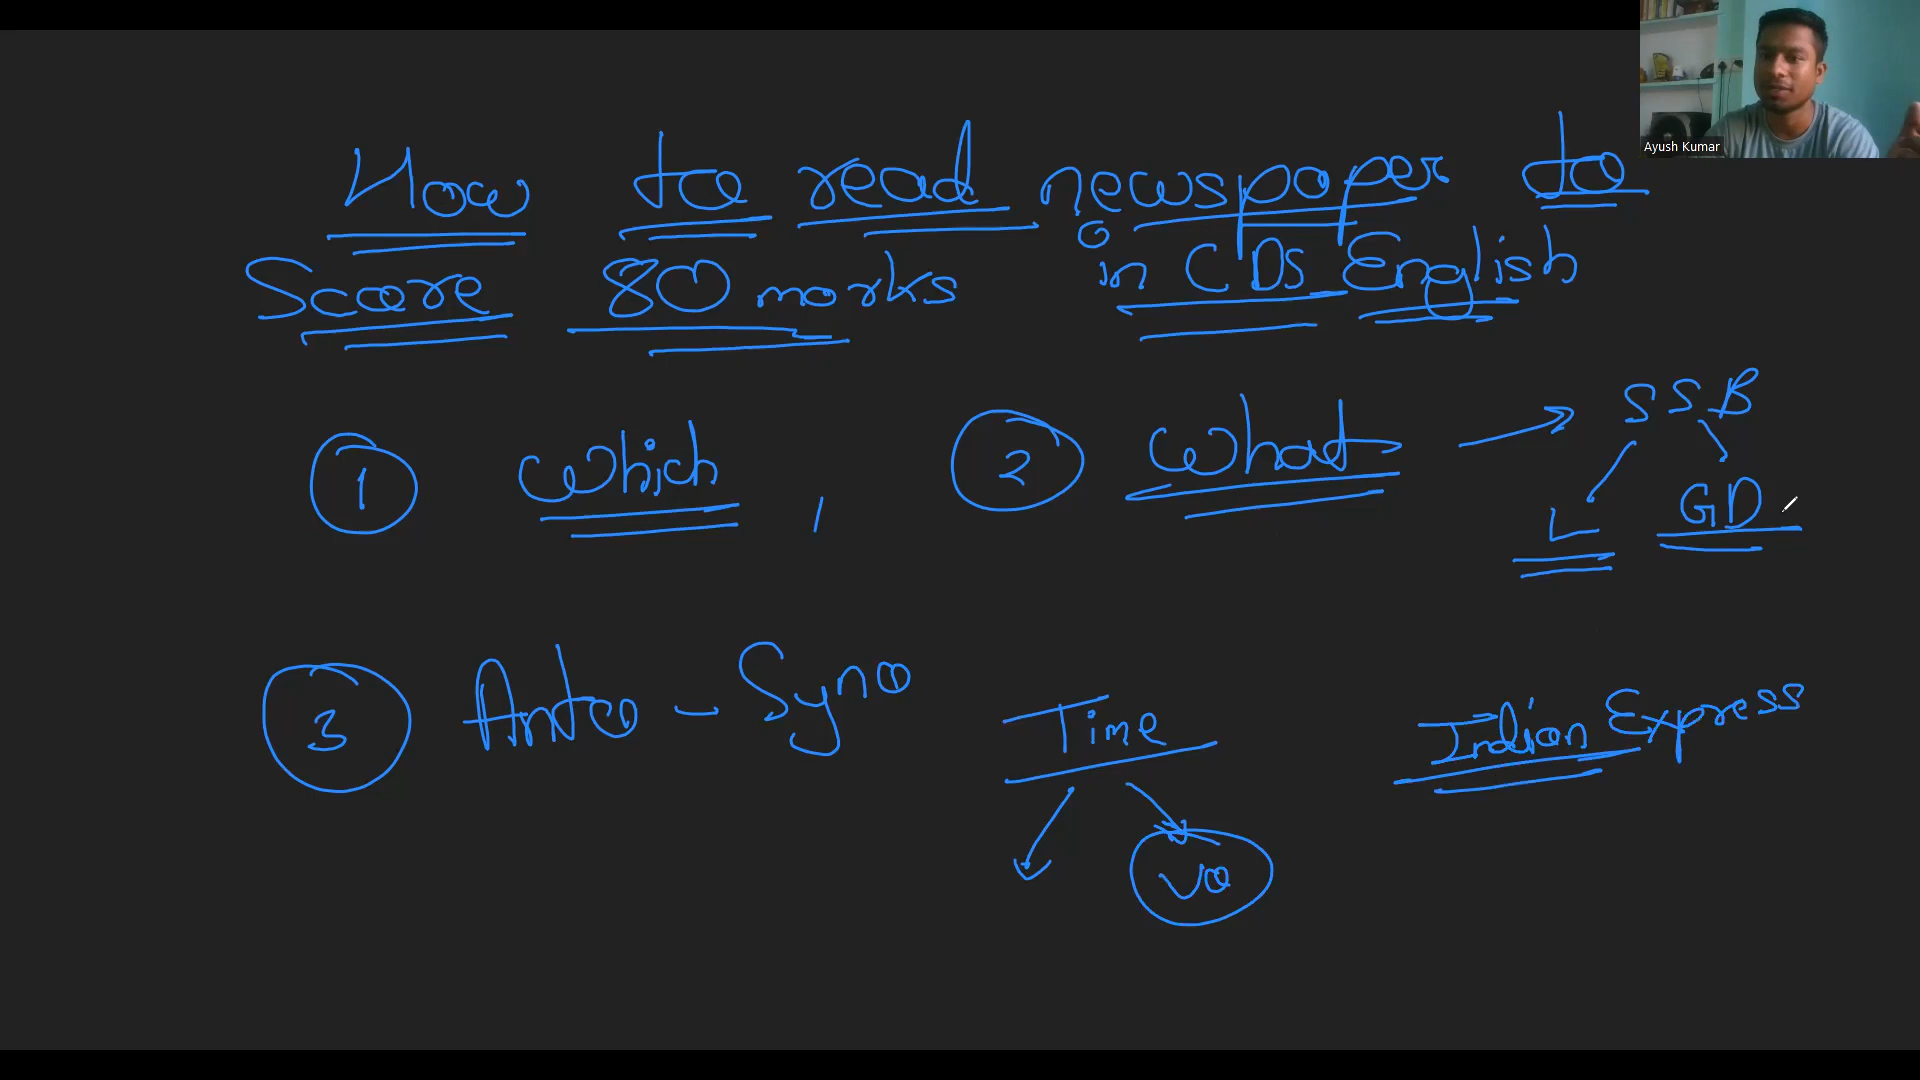 Ayush Kumar
How to read newspaper to
Score 80 marks in CDS English
1 Which , 2 What → SSB
L GD
3 Anto - Syno
Time Indian Express
vo